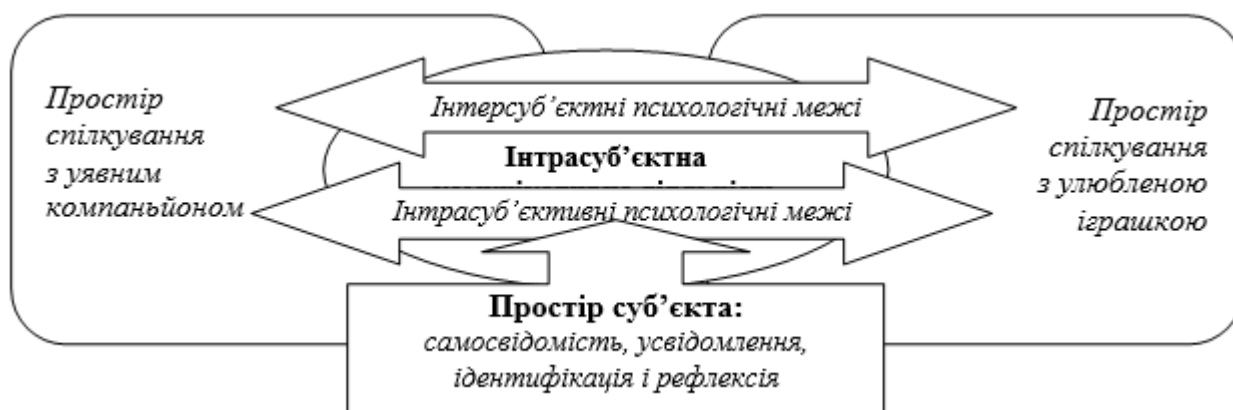 Простір
спілкування
з уявним
компаньйоном
Інтерсуб’єктні психологічні межі
Інтрасуб’єктна
Інтрасуб’єктивні психологічні межі
Простір
спілкування
з улюбленою
іграшкою
Простір суб’єкта:
самосвідомість, усвідомлення,
ідентифікація і рефлексія